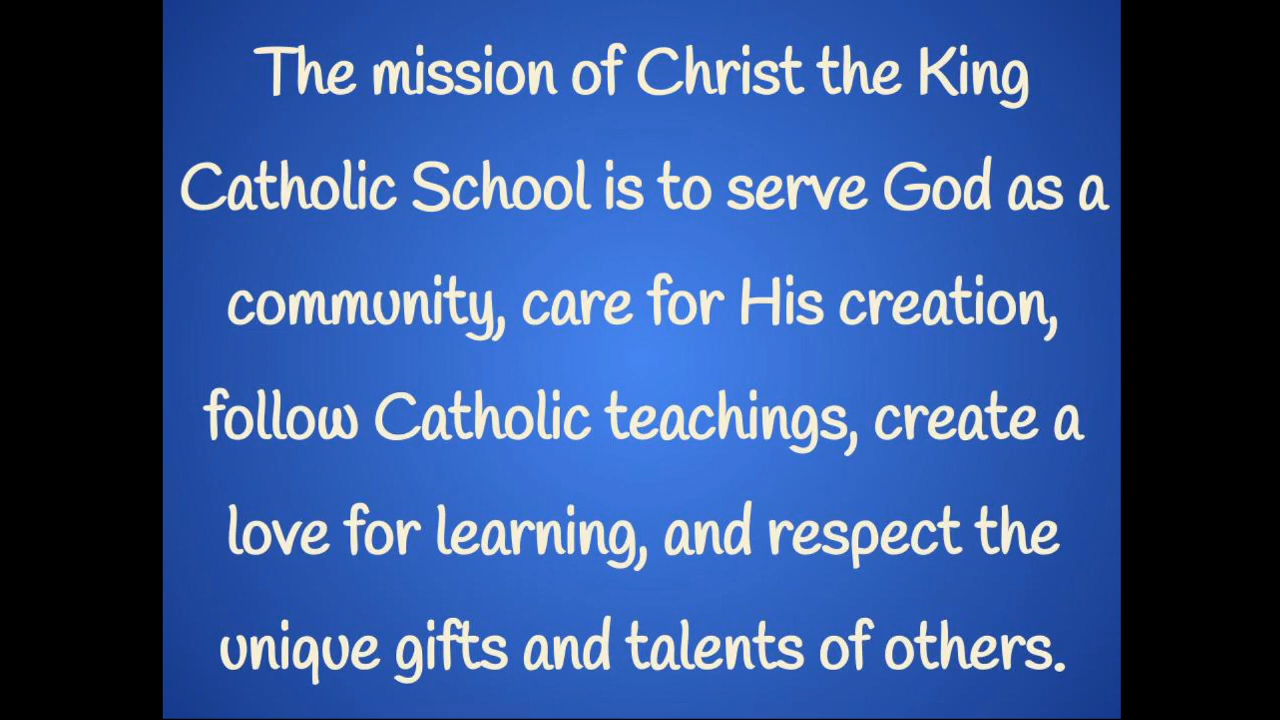 The mission of Christ the King
Catholic School is to serve God as a
community, care for His creation,
follow Catholic teachings, create a
love for learning, and respect the
unique gifts and talents of others.